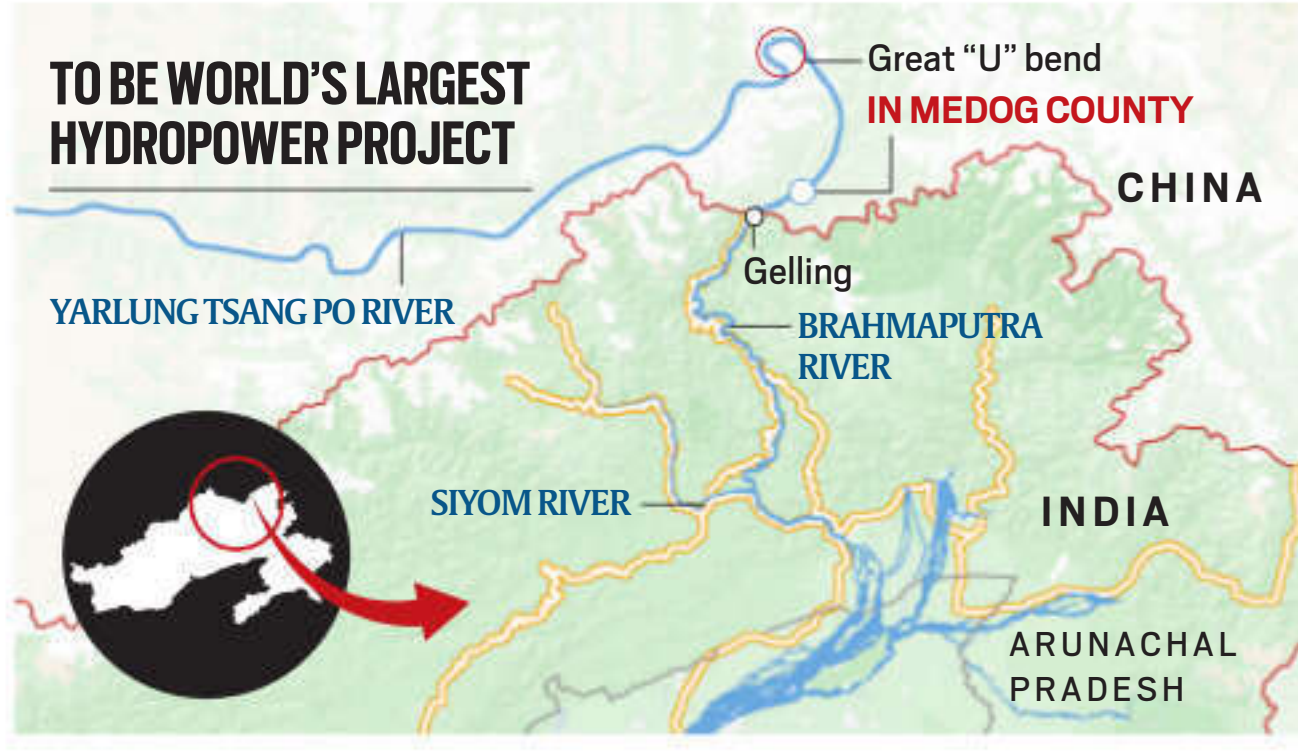 TO BE WORLD'S LARGEST
HYDROPOWER PROJECT
Great “U” bend
IN MEDOG COUNTY
CHINA
Gelling
YARLUNG TSANG PO RIVER
BRAHMAPUTRA
RIVER
SIYOM RIVER
INDIA
ARUNACHAL
PRADESH